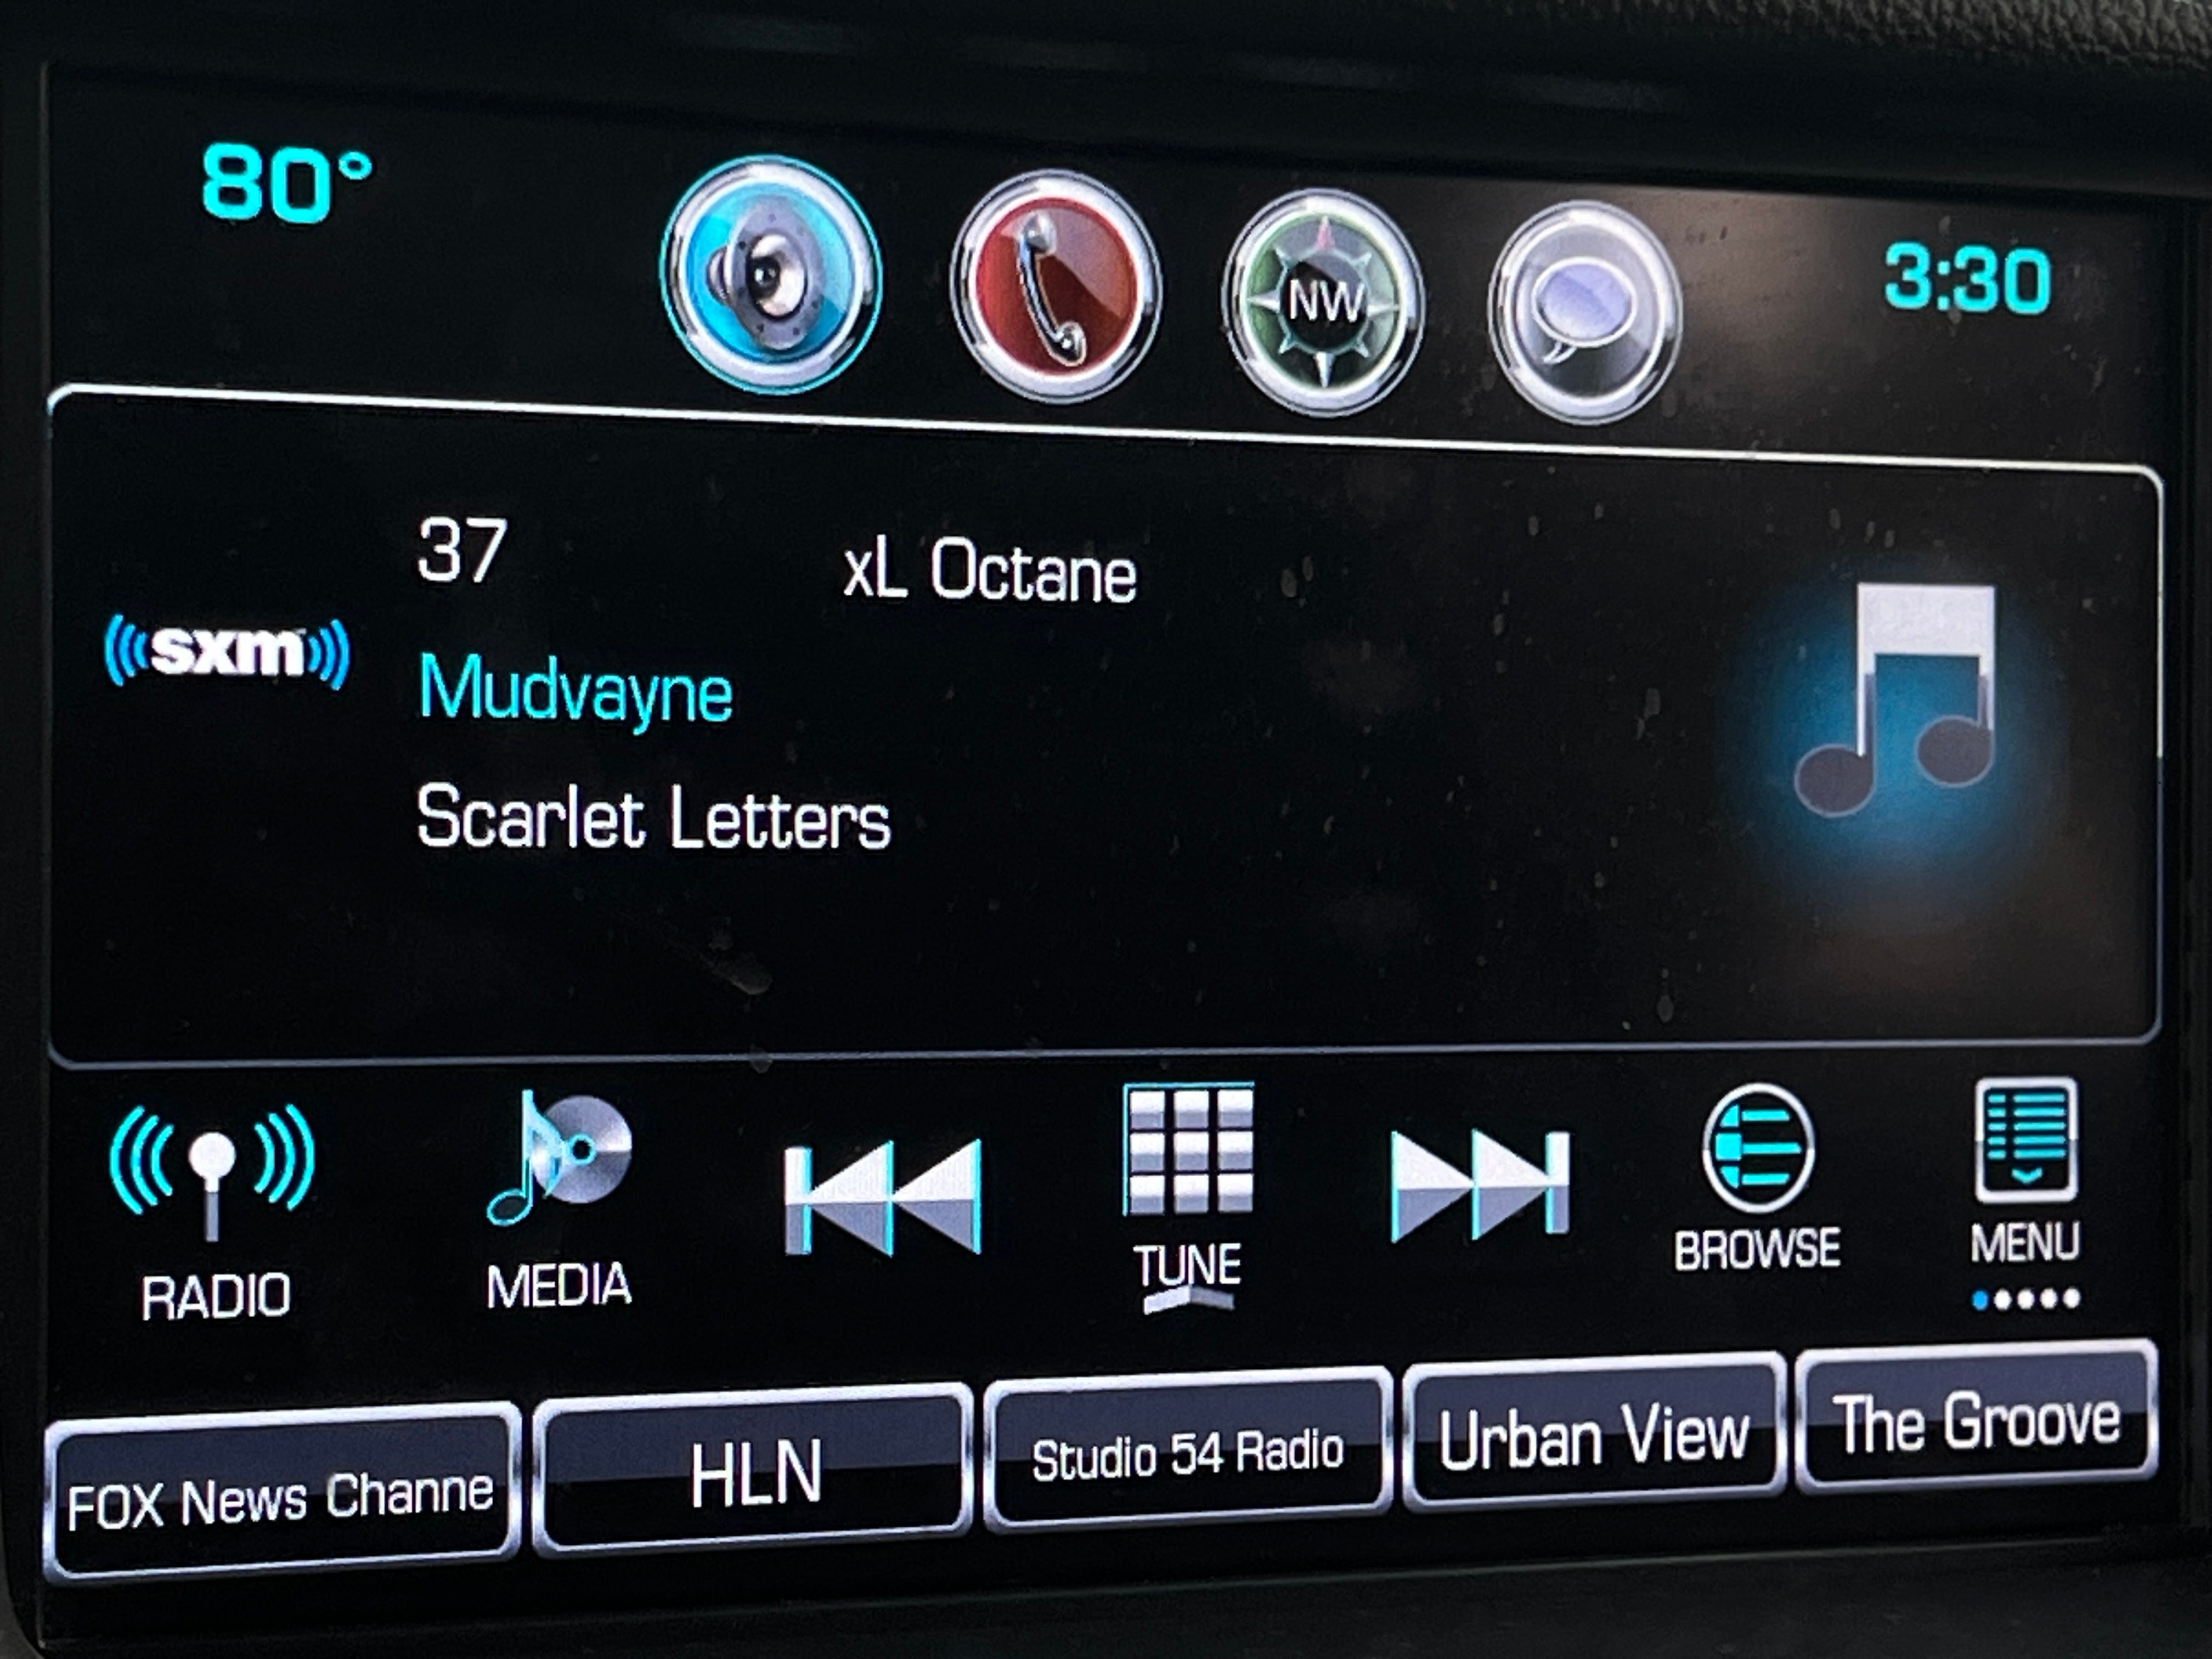 80°
NW
3:30
37 xL Octane
sxm
Mudvayne
Scarlet Letters
RADIO
MEDIA
TUNE
BROWSE
MENU
FOX News Channe
HLN
Studio 54 Radio
Urban View
The Groove